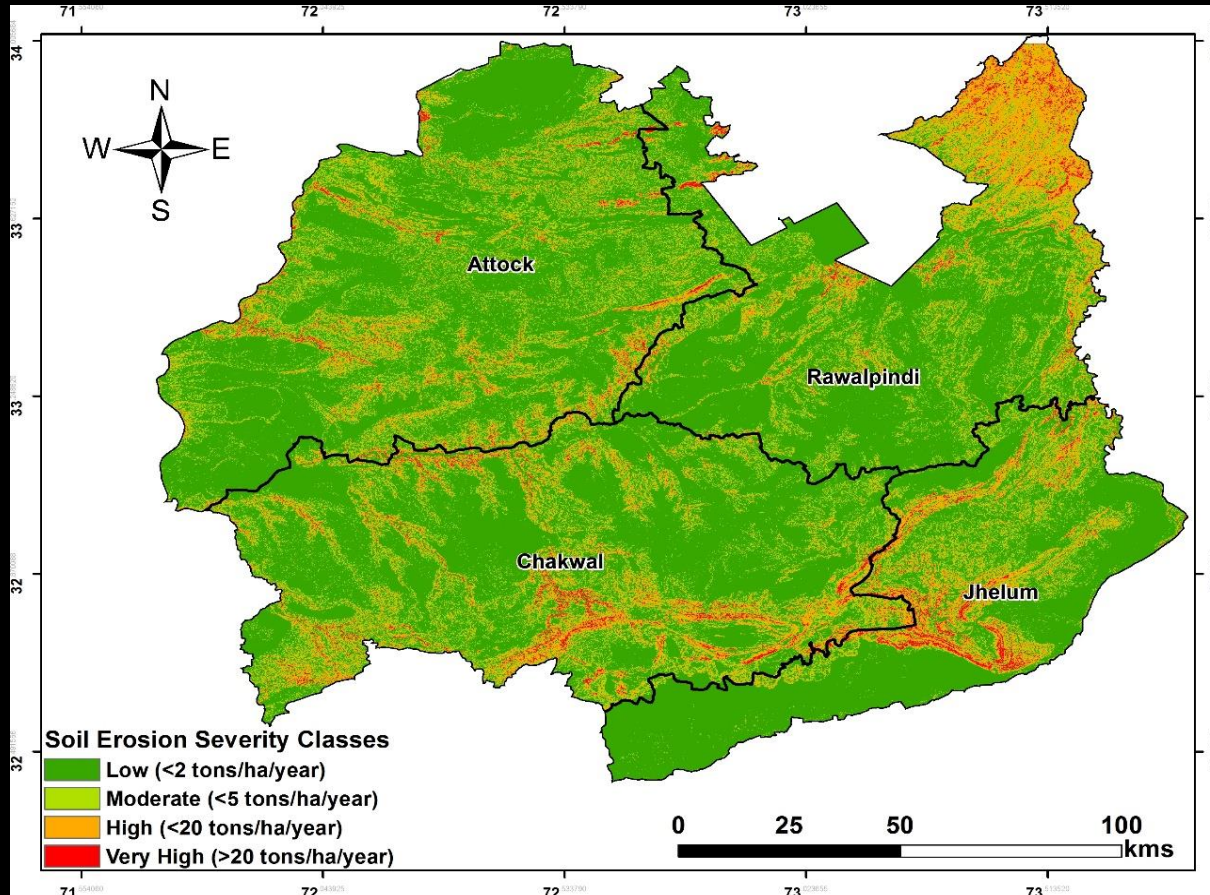 71 72 72 73 73
34
N
W E
S
33
Attock
Rawalpindi
33
Chakwal
32
Jhelum
Soil Erosion Severity Classes
Low (<2 tons/ha/year)
Moderate (<5 tons/ha/year)
High (<20 tons/ha/year)
Very High (>20 tons/ha/year)
32
0 25 50 100
kms
71 72 72 73 73